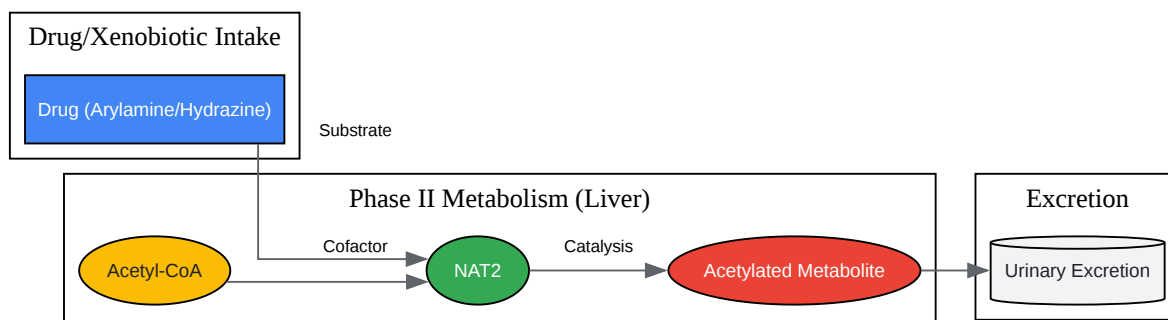 Drug/Xenobiotic Intake
Drug (Arylamine/Hydrazine)
Substrate
Phase II Metabolism (Liver)
Excretion
Cofactor
Catalysis
Acetyl-CoA
NAT2
Acetylated Metabolite
Urinary Excretion